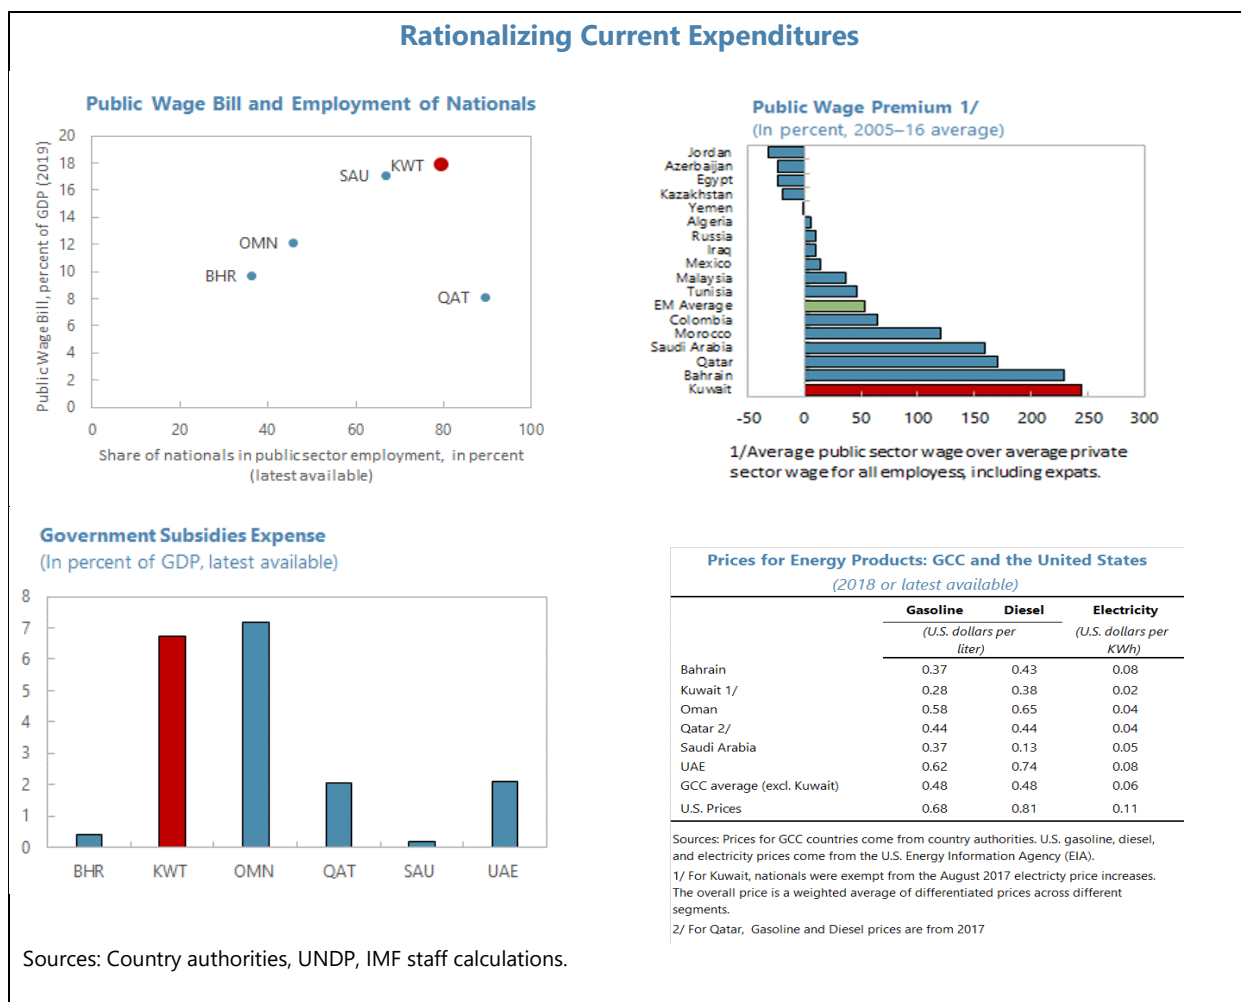 Rationalizing Current Expenditures
Public Wage Bill and Employment of Nationals
Public Wage Bill, percent of GDP (2019)
20
18
16
14
12
10
8
6
4
2
0
KWT
SAU
OMN
BHR
QAT
0 20 40 60 80 100
Share of nationals in public sector employment, in percent
(latest available)
Public Wage Premium 1/
(In percent, 2005–16 average)
Jordan
Azerbaijan
Egypt
Kazakhstan
Yemen
Algeria
Russia
Iraq
Mexico
Malaysia
Tunisia
EM Average
Colombia
Morocco
Saudi Arabia
Qatar
Bahrain
Kuwait
-50 0 50 100 150 200 250 300
1/Average public sector wage over average private
sector wage for all employess, including expats.
Government Subsidies Expense
(In percent of GDP, latest available)
8
7
6
5
4
3
2
1
0
BHR KWT OMN QAT SAU UAE
Prices for Energy Products: GCC and the United States
(2018 or latest available)
Gasoline Diesel Electricity
(U.S. dollars per (U.S. dollars per
liter) KWh)
Bahrain 0.37 0.43 0.08
Kuwait 1/ 0.28 0.38 0.02
Oman 0.58 0.65 0.04
Qatar 2/ 0.44 0.44 0.04
Saudi Arabia 0.37 0.13 0.05
UAE 0.62 0.74 0.08
GCC average (excl. Kuwait) 0.48 0.48 0.06
U.S. Prices 0.68 0.81 0.11
Sources: Prices for GCC countries come from country authorities. U.S. gasoline, diesel,
and electricity prices come from the U.S. Energy Information Agency (EIA).
1/ For Kuwait, nationals were exempt from the August 2017 electricty price increases.
The overall price is a weighted average of differentiated prices across different
segments.
2/ For Qatar, Gasoline and Diesel prices are from 2017
Sources: Country authorities, UNDP, IMF staff calculations.